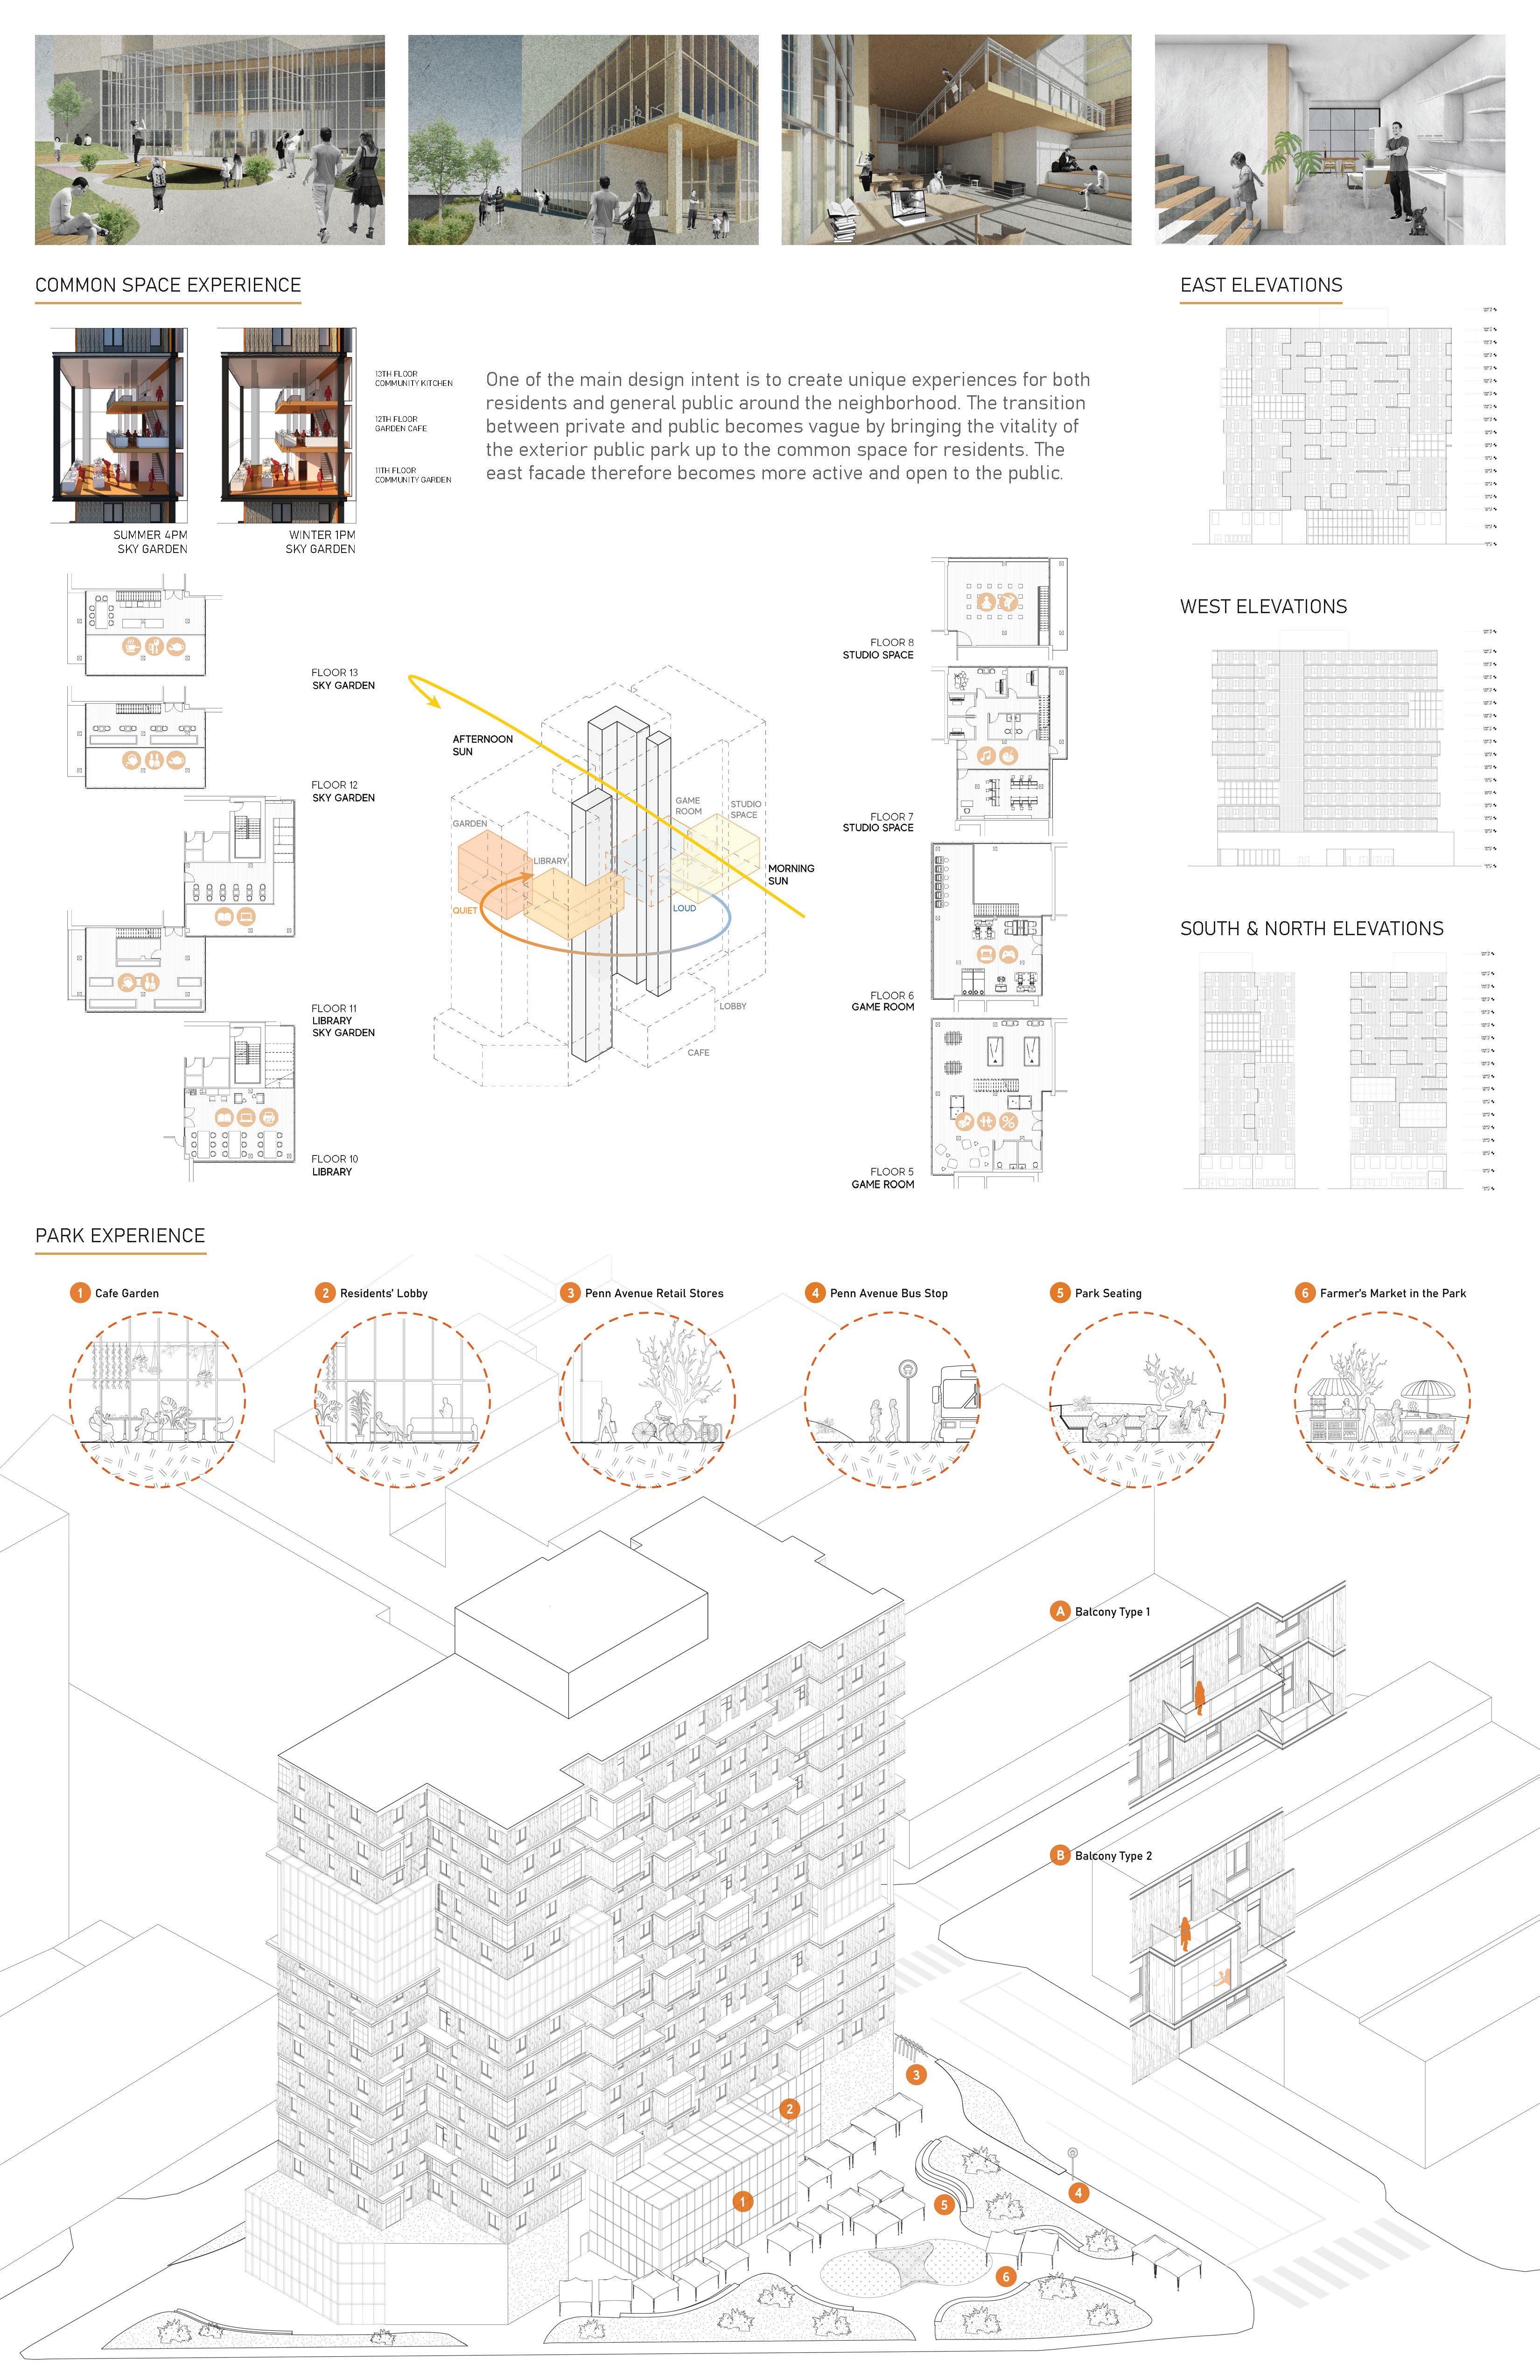 COMMON SPACE EXPERIENCE
13TH FLOOR
COMMUNITY KITCHEN
12TH FLOOR
GARDEN CAFE
11TH FLOOR
COMMUNITY GARDEN
SUMMER 4PM
SKY GARDEN
WINTER 1PM
SKY GARDEN
One of the main design intent is to create unique experiences for both
residents and general public around the neighborhood. The transition
between private and public becomes vague by bringing the vitality of
the exterior public park up to the common space for residents. The
east facade therefore becomes more active and open to the public.
EAST ELEVATIONS
WEST ELEVATIONS
SOUTH & NORTH ELEVATIONS
FLOOR 13
SKY GARDEN
FLOOR 12
SKY GARDEN
FLOOR 11
LIBRARY
SKY GARDEN
FLOOR 10
LIBRARY
AFTERNOON
SUN
GARDEN
LIBRARY
GAME
ROOM
STUDIO
SPACE
MORNING
SUN
QUIET
LOUD
LOBBY
CAFE
FLOOR 8
STUDIO SPACE
FLOOR 7
STUDIO SPACE
FLOOR 6
GAME ROOM
FLOOR 5
GAME ROOM
PARK EXPERIENCE
1 Cafe Garden
2 Residents' Lobby
3 Penn Avenue Retail Stores
4 Penn Avenue Bus Stop
5 Park Seating
6 Farmer's Market in the Park
A Balcony Type 1
B Balcony Type 2
3
2
4
1
5
6